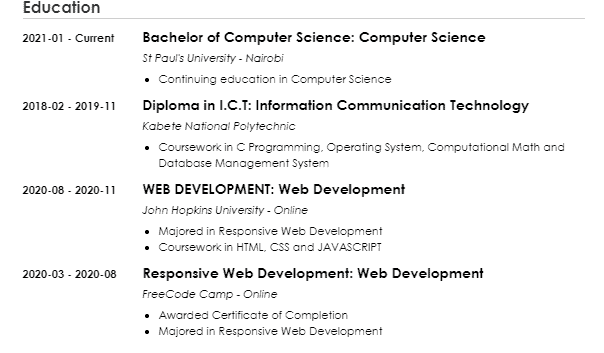 Education
2021-01 - Current Bachelor of Computer Science: Computer Science
St Paul's University - Nairobi
• Continuing education in Computer Science
2018-02 - 2019-11 Diploma in I.C.T: Information Communication Technology
Kabete National Polytechnic
• Coursework in C Programming, Operating System, Computational Math and
Database Management System
2020-08 - 2020-11 WEB DEVELOPMENT: Web Development
John Hopkins University - Online
• Majored in Responsive Web Development
• Coursework in HTML, CSS and JAVASCRIPT
2020-03 - 2020-08 Responsive Web Development: Web Development
FreeCode Camp - Online
• Awarded Certificate of Completion
• Majored in Responsive Web Development